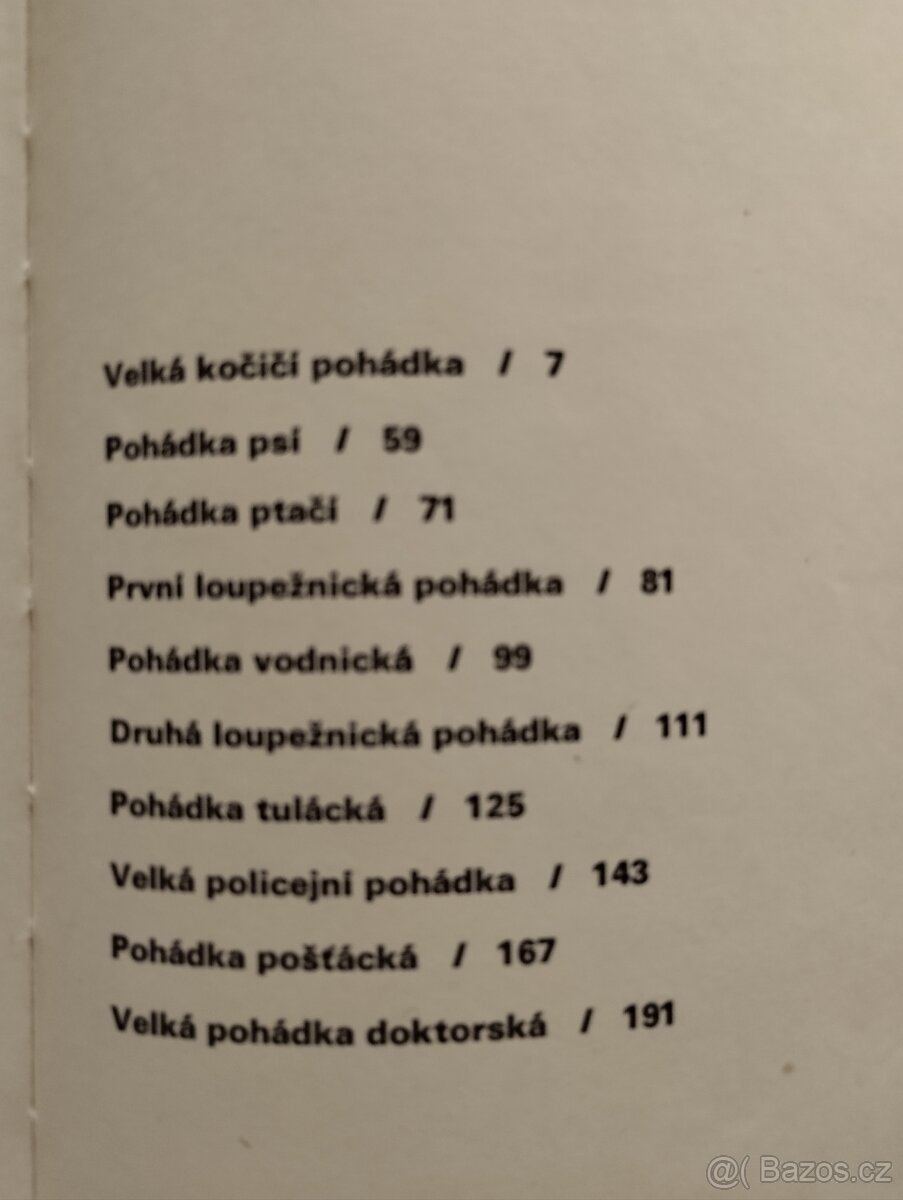 Velká kočičí pohádka / 7
Pohádka psí / 59
Pohádka ptačí / 71
První loupežnická pohádka / 81
Pohádka vodnická / 99
Druhá loupežnická pohádka / 111
Pohádka tulácká / 125
Velká policejní pohádka / 143
Pohádka pošťácká / 167
Velká pohádka doktorská / 191
@( Bazos.cz